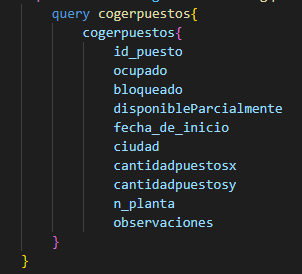 query cogerpuestos{
cogerpuestos{
id_puesto
ocupado
bloqueado
disponibleParcialmente
fecha_de_inicio
ciudad
cantidadpuestosx
cantidadpuestosy
n_planta
observaciones
}
}